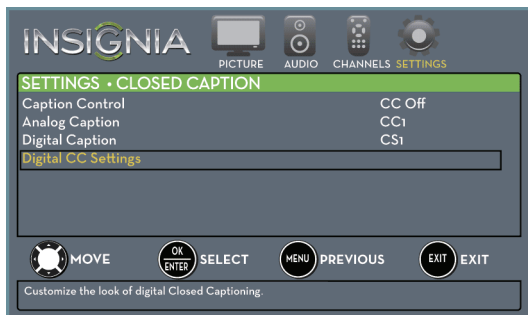 INSIGNIA
PICTURE AUDIO CHANNELS SETTINGS
SETTINGS • CLOSED CAPTION
Caption Control CC Off
Analog Caption CC1
Digital Caption CS1
Digital CC Settings
MOVE OK ENTER SELECT MENU PREVIOUS EXIT EXIT
Customize the look of digital Closed Captioning.